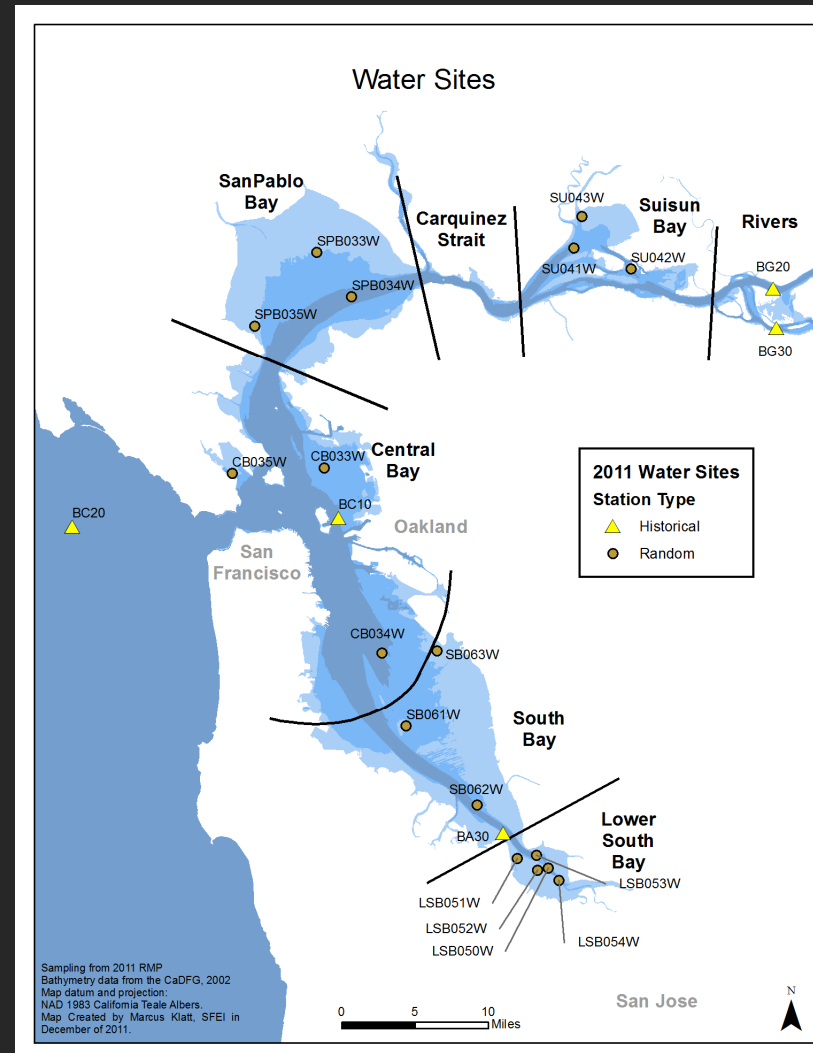 Water Sites
SanPablo
Bay
Carquinez
Strait
SU043W
Suisun
Bay
Rivers
SPB033W
SU041W
SU042W
BG20
SPB034W
SPB035W
BG30
Central
Bay
CB035W
CB033W
BC10
BC20
Oakland
San
Francisco
2011 Water Sites
Station Type
Historical
Random
CB034W
SB063W
SB061W
South
Bay
SB062W
BA30
Lower
South
Bay
LSB053W
LSB051W
LSB052W
LSB050W
LSB054W
San Jose
Sampling from 2011 RMP
Bathymetry data from the CaDFG, 2002
Map datum and projection:
NAD 1983 California Teale Albers.
Map Created by Marcus Klatt, SFEI in
December of 2011.
0 5 10
Miles
N